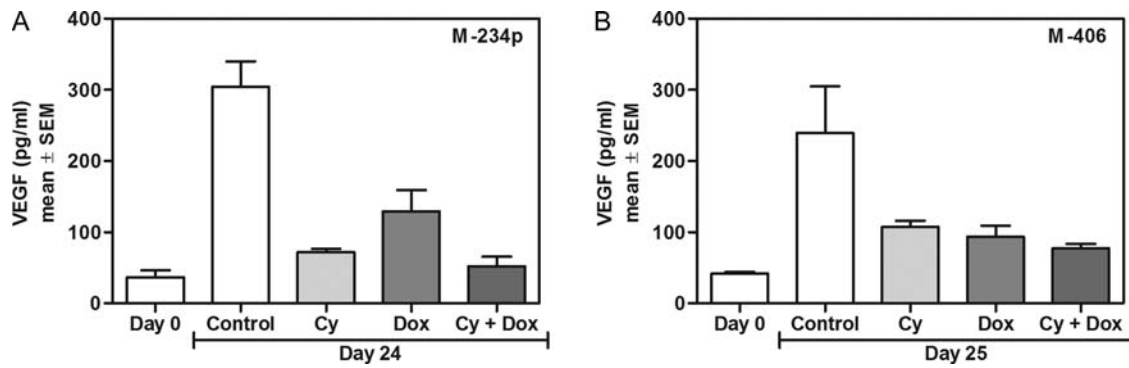 A
M-234p
VEGF (pg/ml)
mean ± SEM
400
300
200
100
0
Day 0 Control Cy Dox Cy + Dox
Day 24
B
M-406
VEGF (pg/ml)
mean ± SEM
400
300
200
100
0
Day 0 Control Cy Dox Cy + Dox
Day 25